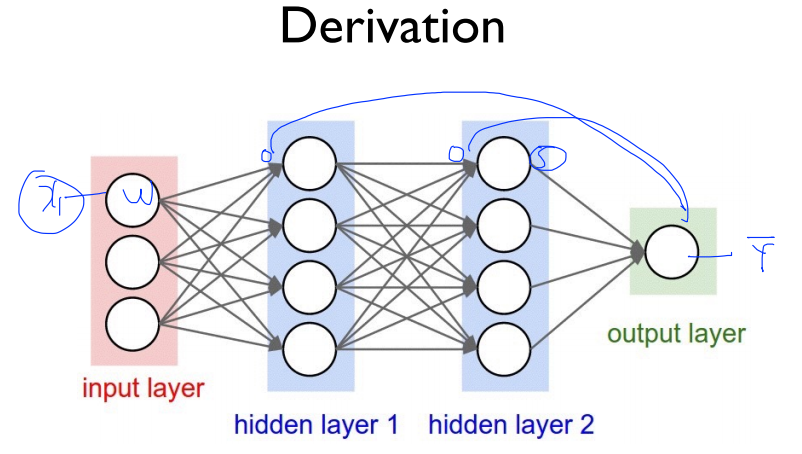 Derivation
W
input layer
hidden layer 1
hidden layer 2
output layer